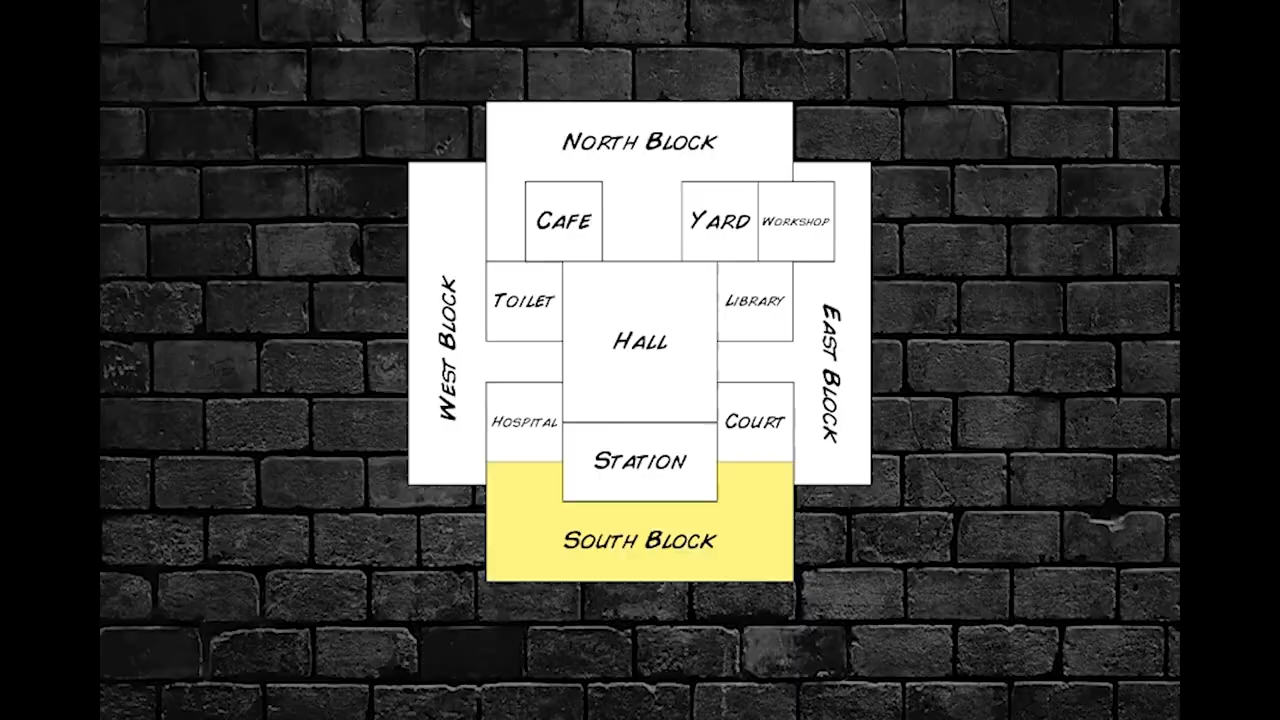 NORTH BLOCK
CAFE
YARD
WORKSHOP
TOILET
LIBRARY
WEST BLOCK
HALL
EAST BLOCK
HOSPITAL
COURT
STATION
SOUTH BLOCK